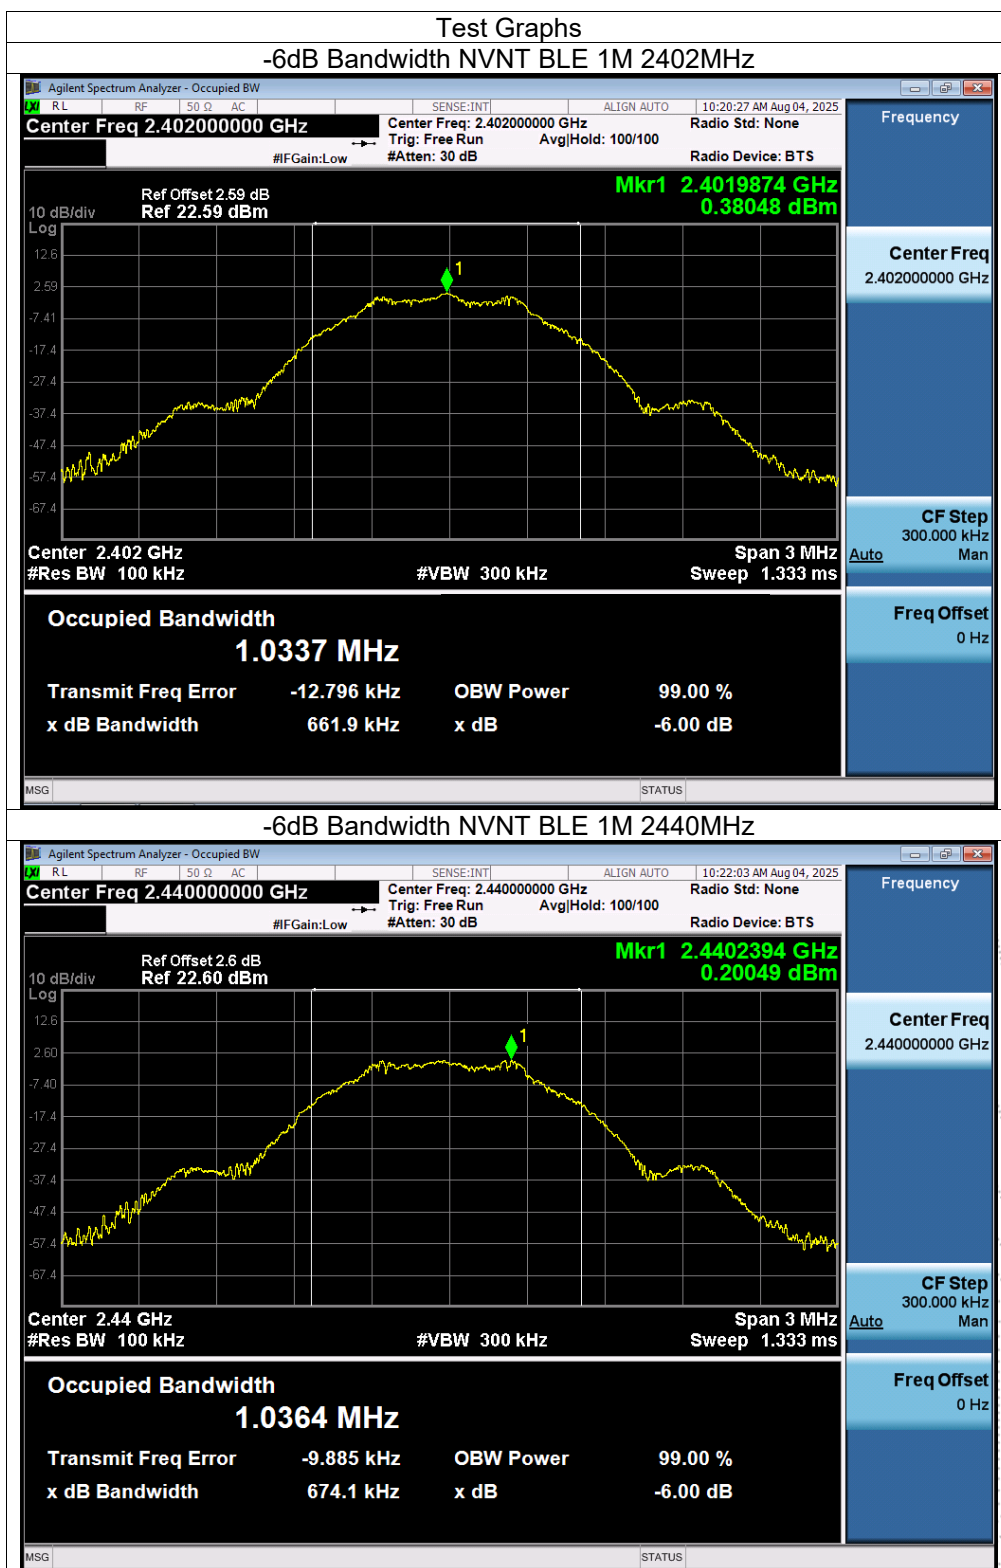 Test Graphs
-6dB Bandwidth NVNT BLE 1M 2402MHz
Agilent Spectrum Analyzer - Occupied BW
LXI RL RF 50 Ω AC SENSE:INT ALIGN AUTO 10:20:27 AM Aug 04, 2025
Center Freq 2.402000000 GHz
Center Freq: 2.402000000 GHz
Radio Std: None
Trig: Free Run Avg|Hold: 100/100
#IFGain:Low #Atten: 30 dB Radio Device: BTS
Frequency
Mkr1 2.4019874 GHz
0.38048 dBm
Ref Offset 2.59 dB
10 dB/div Ref 22.59 dBm
Log
12.6
2.59
-7.41
-17.4
-27.4
-37.4
-47.4
-57.4
-67.4
1
Center 2.402 GHz Span 3 MHz
#Res BW 100 kHz #VBW 300 kHz Sweep 1.333 ms
Center Freq
2.402000000 GHz
CF Step
300.000 kHz
Auto Man
Freq Offset
0 Hz
Occupied Bandwidth
1.0337 MHz
Transmit Freq Error -12.796 kHz OBW Power 99.00 %
x dB Bandwidth 661.9 kHz x dB -6.00 dB
MSG STATUS
-6dB Bandwidth NVNT BLE 1M 2440MHz
Agilent Spectrum Analyzer - Occupied BW
LXI RL RF 50 Ω AC SENSE:INT ALIGN AUTO 10:22:03 AM Aug 04, 2025
Center Freq 2.440000000 GHz
Center Freq: 2.440000000 GHz
Radio Std: None
Trig: Free Run Avg|Hold: 100/100
#IFGain:Low #Atten: 30 dB Radio Device: BTS
Frequency
Mkr1 2.4402394 GHz
0.20049 dBm
Ref Offset 2.6 dB
10 dB/div Ref 22.60 dBm
Log
12.6
2.60
-7.40
-17.4
-27.4
-37.4
-47.4
-57.4
-67.4
1
Center 2.44 GHz Span 3 MHz
#Res BW 100 kHz #VBW 300 kHz Sweep 1.333 ms
Center Freq
2.440000000 GHz
CF Step
300.000 kHz
Auto Man
Freq Offset
0 Hz
Occupied Bandwidth
1.0364 MHz
Transmit Freq Error -9.885 kHz OBW Power 99.00 %
x dB Bandwidth 674.1 kHz x dB -6.00 dB
MSG STATUS